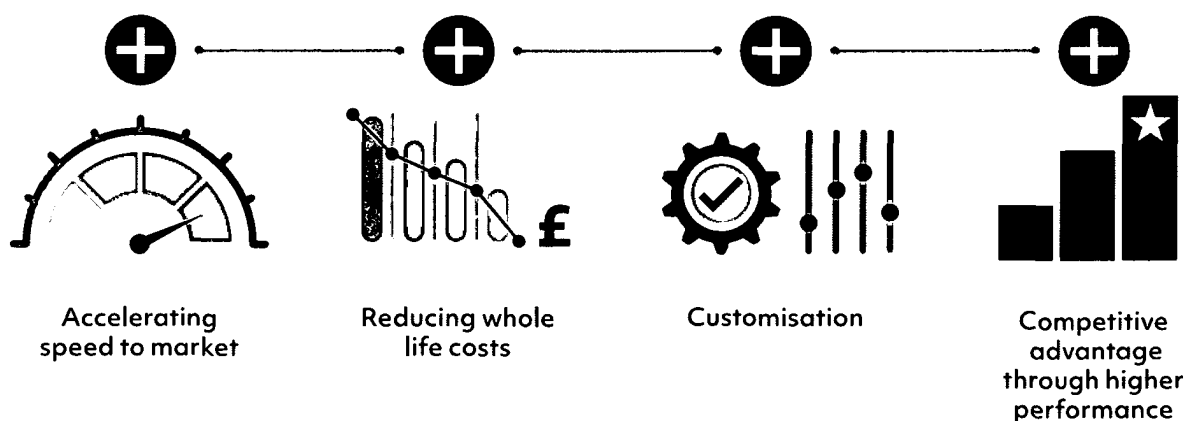 £
Accelerating
speed to market
Reducing whole
life costs
Customisation
Competitive
advantage
through higher
performance